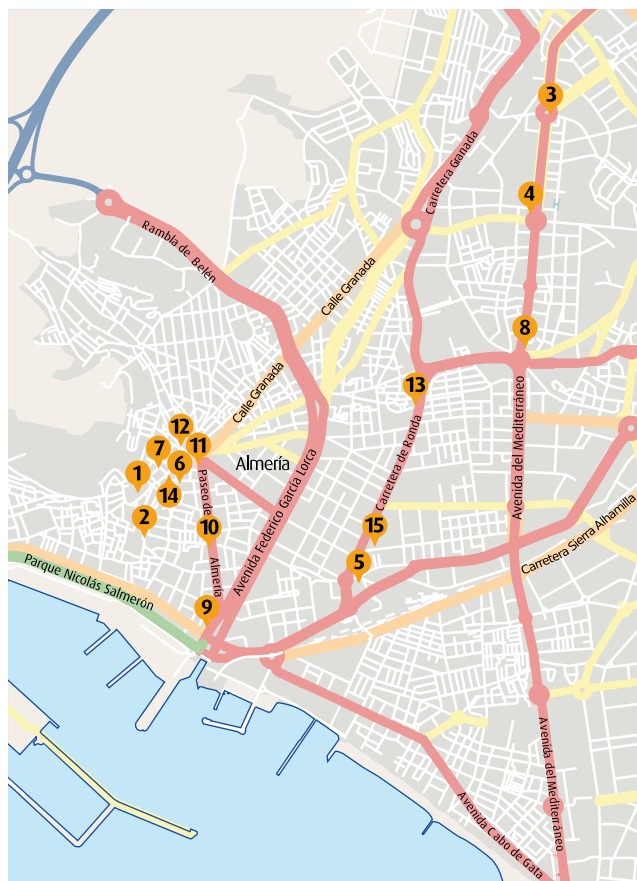 3
Carretera Granada
4
Rambla de Belén
Calle Granada
8
13
Avenida del Mediterráneo
Calle Granada
12
11
7
6
Almería
1
14
Carretera de Ronda
2
Paseo de Almería
10
15
Avenida Federico García Lorca
5
Carretera Sierra Alhamilla
Parque Nicolás Salmerón
9
Avenida del Mediterráneo
Avenida Cabo de Gata